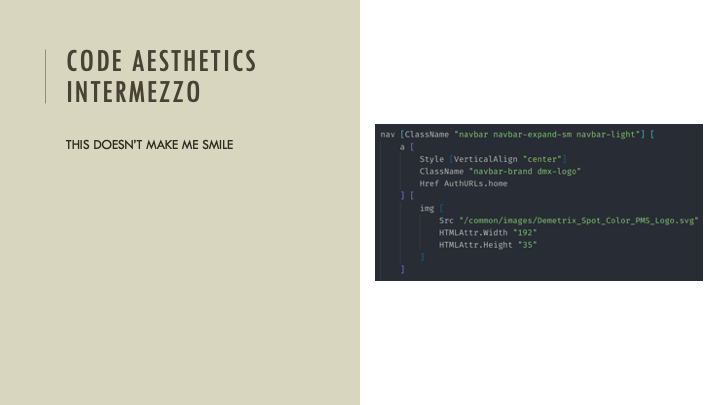 CODE AESTHETICS
INTERMEZZO
THIS DOESN'T MAKE ME SMILE
nav [ClassName "navbar navbar-expand-sm navbar-light"] [
a [
Style [VerticalAlign "center"]
ClassName "navbar-brand dmx-logo"
Href AuthURLs.home
] [
img [
Src "/common/images/Demetrix_Spot_Color_PMS_Logo.svg"
HTMLAttr.Width "192"
HTMLAttr.Height "35"
]
]